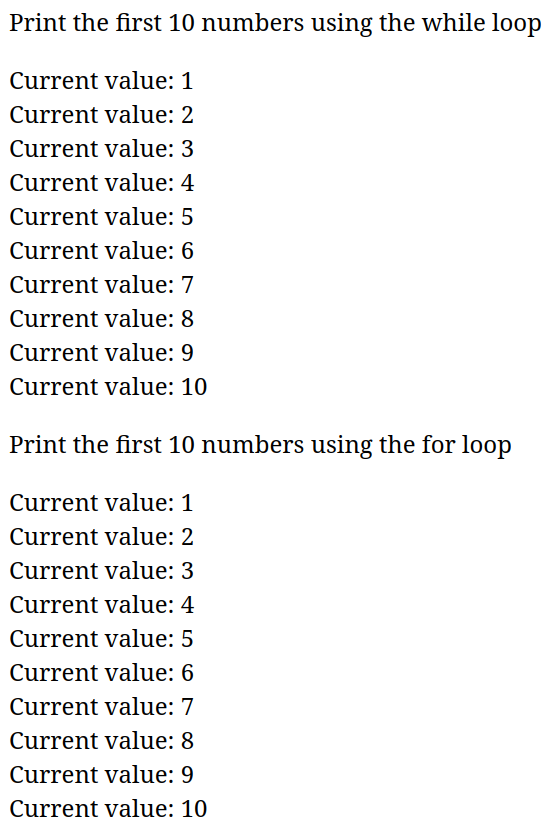 Print the first 10 numbers using the while loop
Current value: 1
Current value: 2
Current value: 3
Current value: 4
Current value: 5
Current value: 6
Current value: 7
Current value: 8
Current value: 9
Current value: 10
Print the first 10 numbers using the for loop
Current value: 1
Current value: 2
Current value: 3
Current value: 4
Current value: 5
Current value: 6
Current value: 7
Current value: 8
Current value: 9
Current value: 10